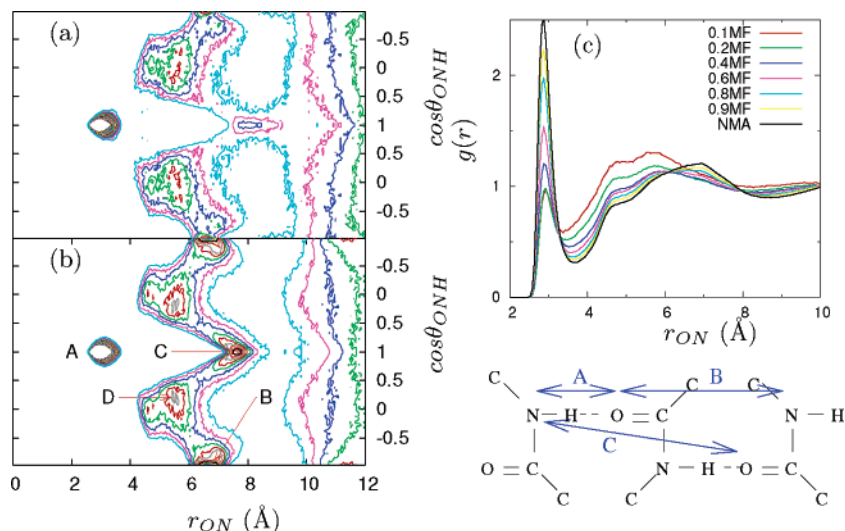 (a)
-0.5
0
0.5
1
0.5
0
-0.5
cosθONH
(b)
A
C
D
B
-0.5
0
0.5
1
0.5
0
-0.5
cosθONH
0 2 4 6 8 10 12
rON (Å)
(c)
0.1MF
0.2MF
0.4MF
0.6MF
0.8MF
0.9MF
NMA
g(r)
2
1
0
2 4 6 8 10
rON (Å)
C A C C B
N — H -- O = C N — H
C
O = C N — H -- O = C
C C C